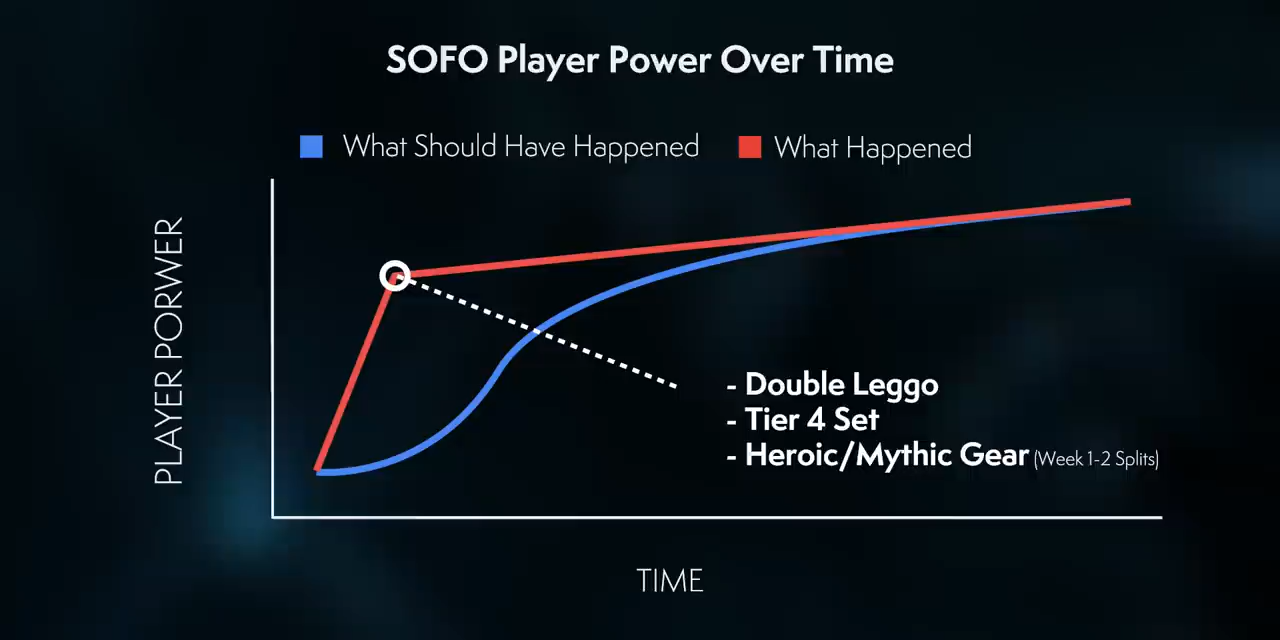 SOFO Player Power Over Time
What Should Have Happened
What Happened
PLAYER PORWER
- Double Leggo
- Tier 4 Set
- Heroic/Mythic Gear (Week 1-2 Splits)
TIME